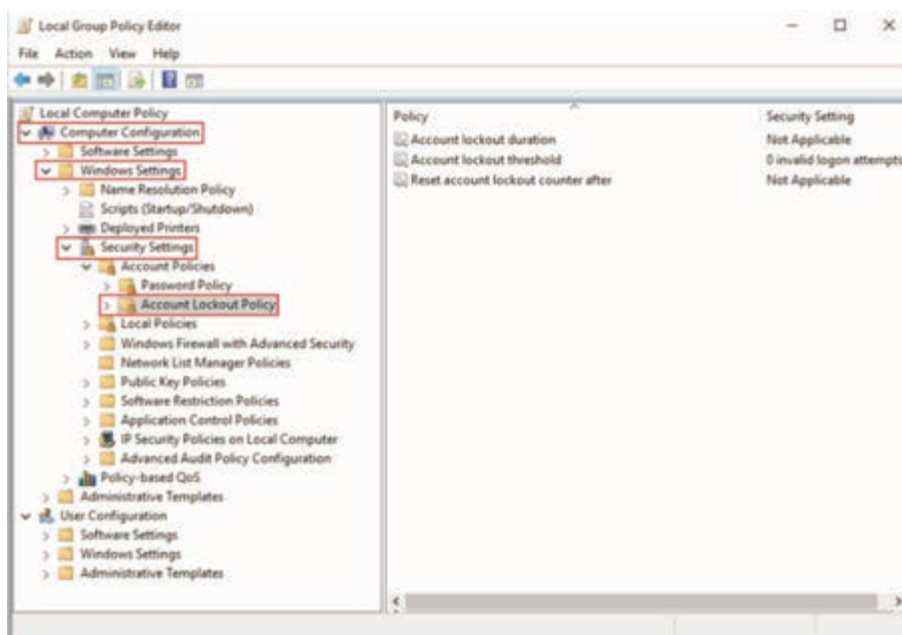 Local Group Policy Editor
File Action View Help
Local Computer Policy
Computer Configuration
Software Settings
Windows Settings
Name Resolution Policy
Scripts (Startup/Shutdown)
Deployed Printers
Security Settings
Account Policies
Password Policy
Account Lockout Policy
Local Policies
Windows Firewall with Advanced Security
Network List Manager Policies
Public Key Policies
Software Restriction Policies
Application Control Policies
IP Security Policies on Local Computer
Advanced Audit Policy Configuration
Policy-based QoS
Administrative Templates
User Configuration
Software Settings
Windows Settings
Administrative Templates
Policy Security Setting
Account lockout duration Not Applicable
Account lockout threshold 0 invalid logon attempts
Reset account lockout counter after Not Applicable